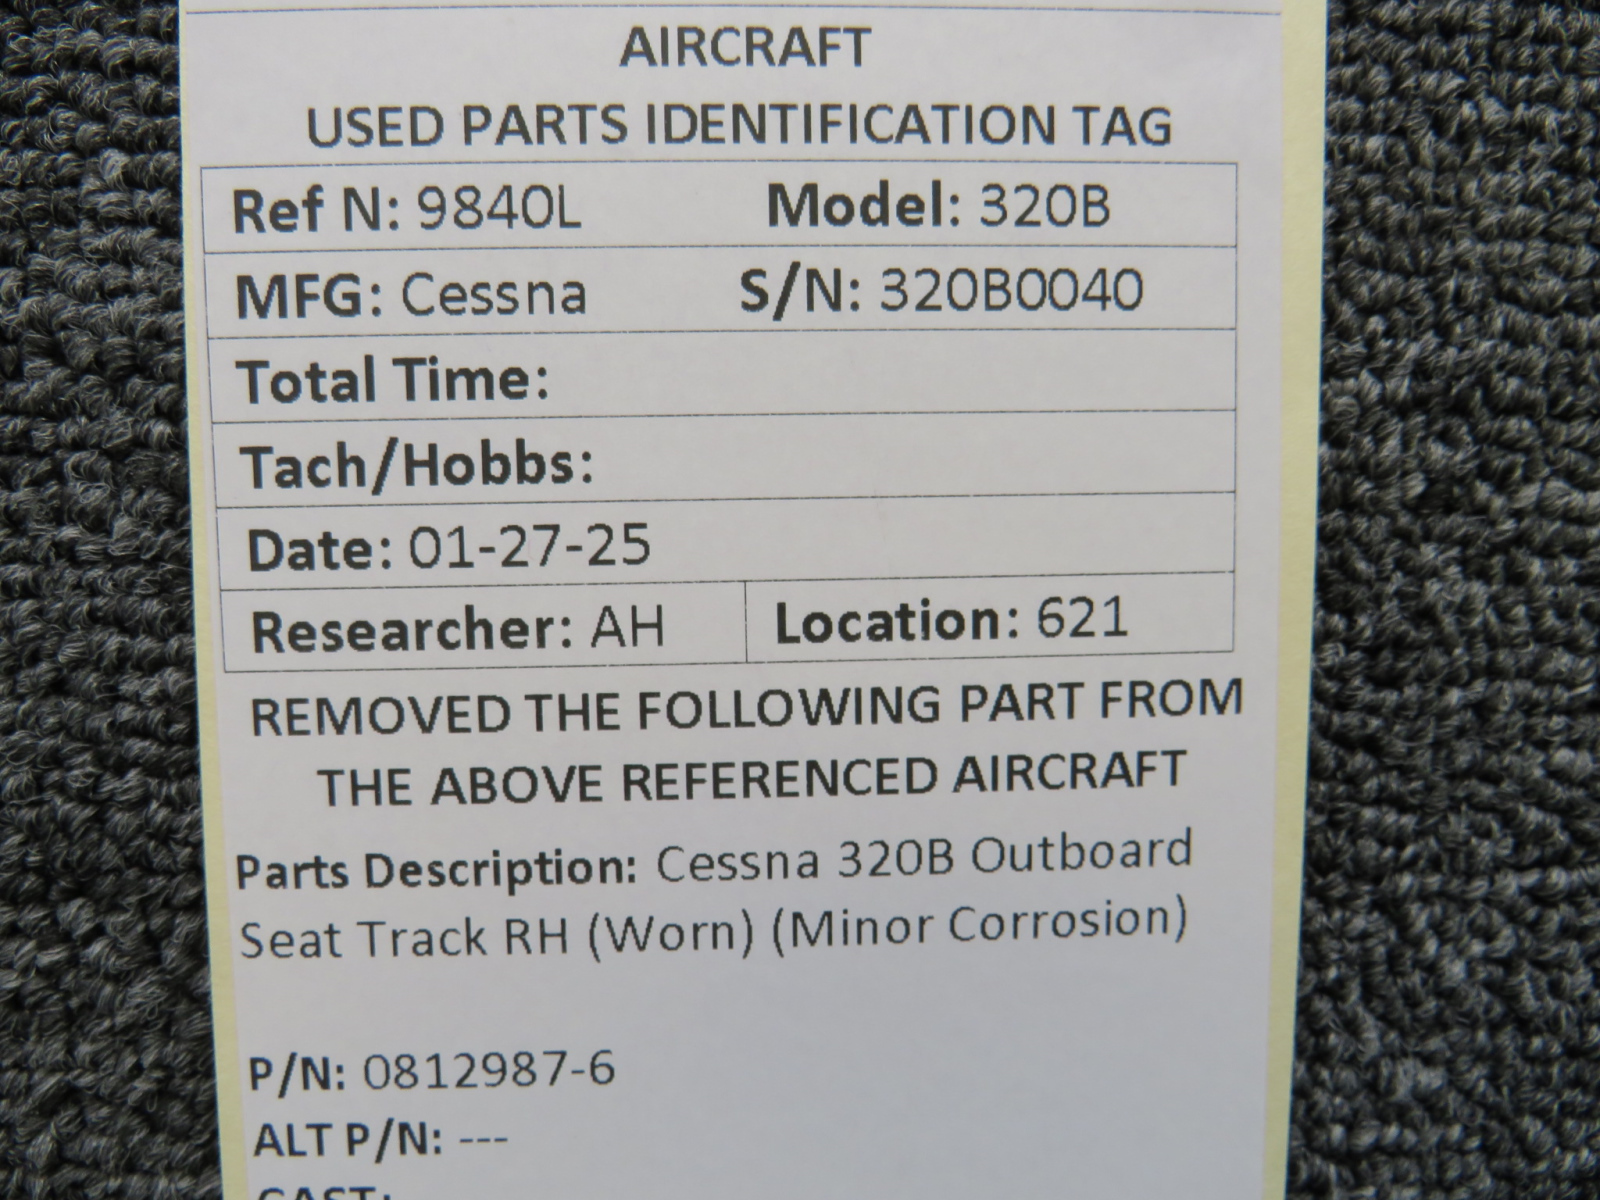 AIRCRAFT
USED PARTS IDENTIFICATION TAG
Ref N: 9840L Model: 320B
MFG: Cessna S/N: 320B0040
Total Time:
Tach/Hobbs:
Date: 01-27-25
Researcher: AH Location: 621
REMOVED THE FOLLOWING PART FROM
THE ABOVE REFERENCED AIRCRAFT
Parts Description: Cessna 320B Outboard
Seat Track RH (Worn) (Minor Corrosion)
P/N: 0812987-6
ALT P/N: ---
CAST: